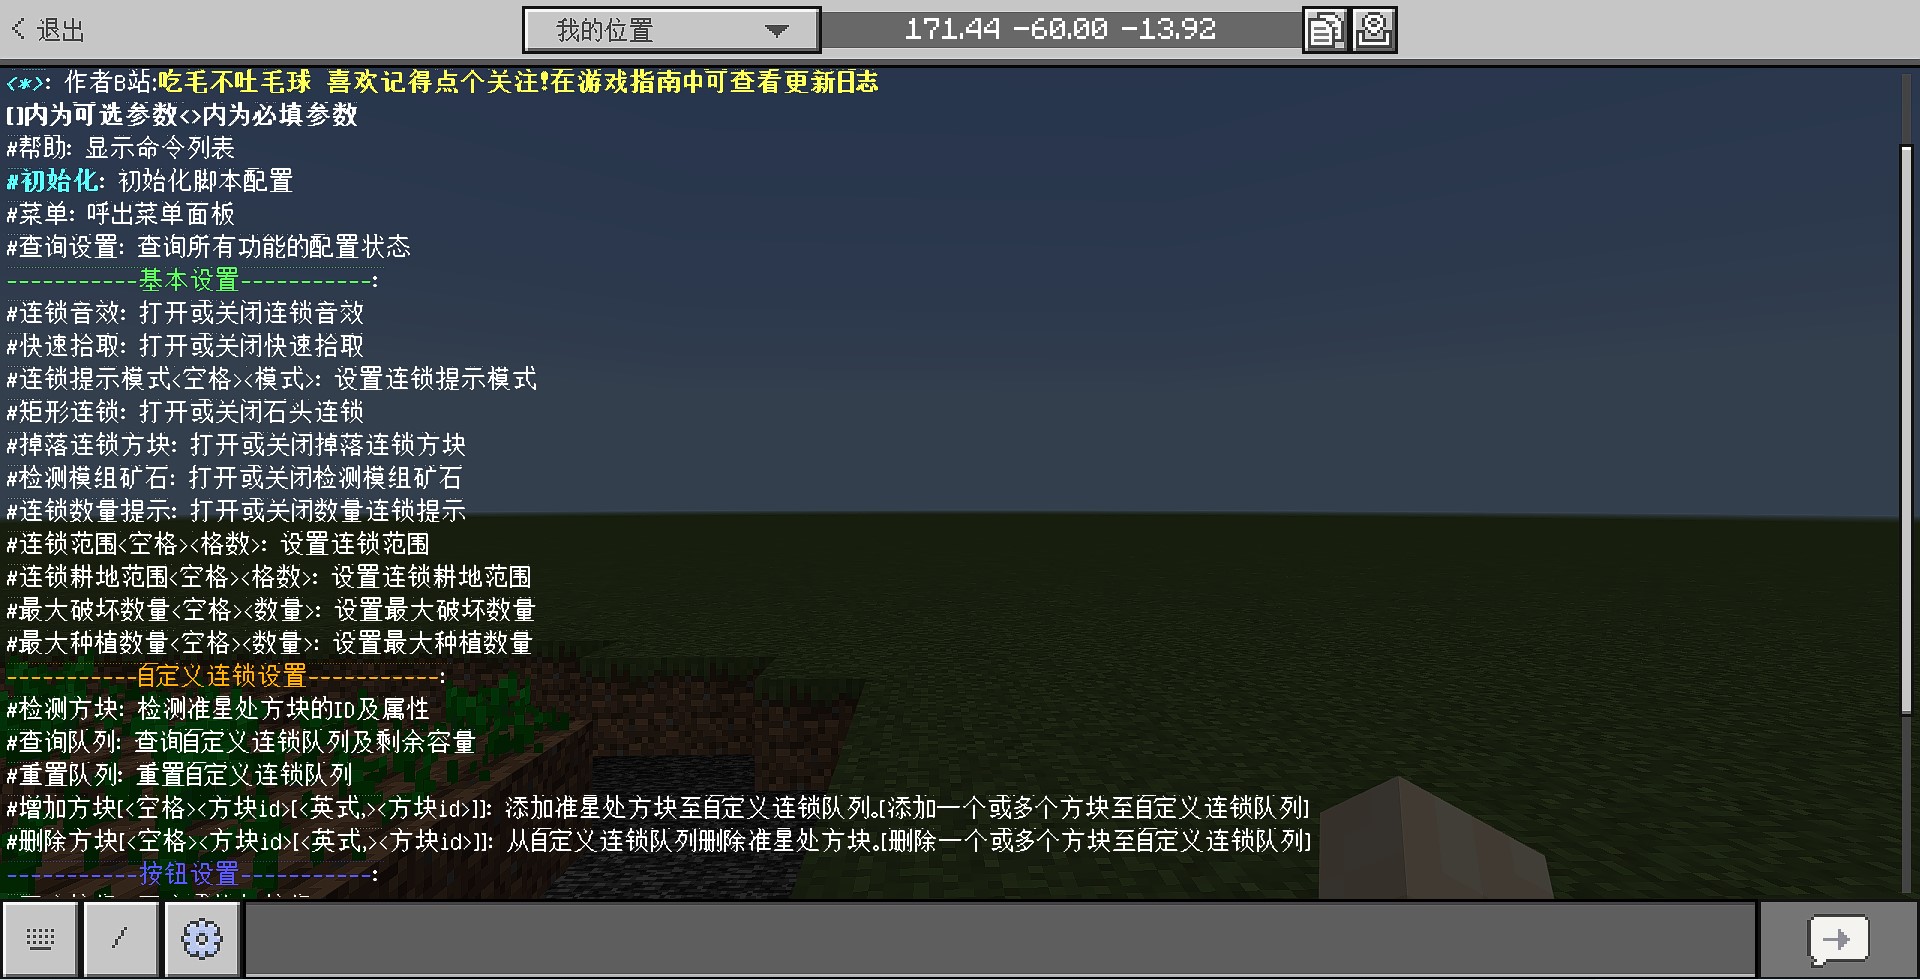 退出
我的位置
171.44 -60.00 -13.92
<*>: 作者B站:吃毛不吐毛球 喜欢记得点个关注!在游戏指南中可查看更新日志
[]内为可选参数<>内为必填参数
#帮助: 显示命令列表
#初始化: 初始化脚本配置
#菜单: 呼出菜单面板
#查询设置: 查询所有功能的配置状态
-----------基本设置-----------:
#连锁音效: 打开或关闭连锁音效
#快速拾取: 打开或关闭快速拾取
#连锁提示模式<空格><模式>: 设置连锁提示模式
#矩形连锁: 打开或关闭石头连锁
#掉落连锁方块: 打开或关闭掉落连锁方块
#检测模组矿石: 打开或关闭检测模组矿石
#连锁数量提示: 打开或关闭数量连锁提示
#连锁范围<空格><格数>: 设置连锁范围
#连锁耕地范围<空格><格数>: 设置连锁耕地范围
#最大破坏数量<空格><数量>: 设置最大破坏数量
#最大种植数量<空格><数量>: 设置最大种植数量
-----------自定义连锁设置-----------:
#检测方块: 检测准星处方块的ID及属性
#查询队列: 查询自定义连锁队列及剩余容量
#重置队列: 重置自定义连锁队列
#增加方块[<空格><方块id>[<英式,><方块id>]]: 添加准星处方块至自定义连锁队列.[添加一个或多个方块至自定义连锁队列]
#删除方块[<空格><方块id>[<英式,><方块id>]]: 从自定义连锁队列删除准星处方块.[删除一个或多个方块至自定义连锁队列]
-----------按钮设置-----------: